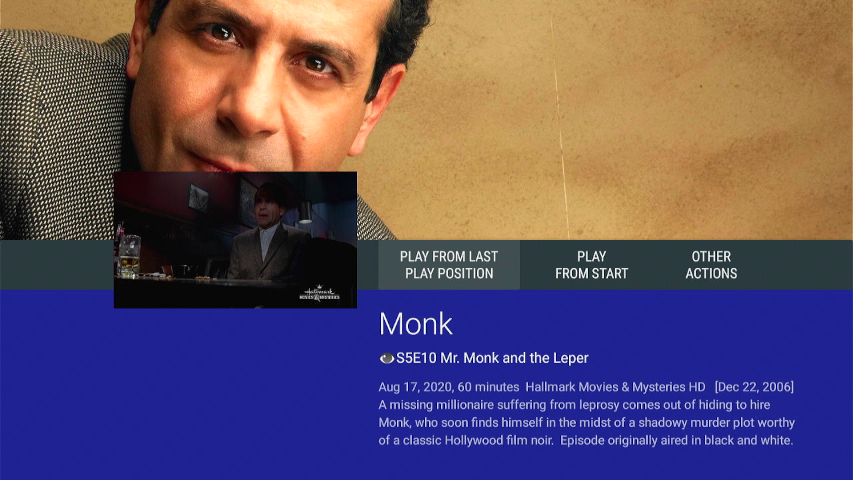 Hallmark
MOVIES & MYSTERIES
PLAY FROM LAST
PLAY POSITION
PLAY
FROM START
OTHER
ACTIONS
Monk
S5E10 Mr. Monk and the Leper
Aug 17, 2020, 60 minutes  Hallmark Movies & Mysteries HD  [Dec 22, 2006]
A missing millionaire suffering from leprosy comes out of hiding to hire
Monk, who soon finds himself in the midst of a shadowy murder plot worthy
of a classic Hollywood film noir.  Episode originally aired in black and white.